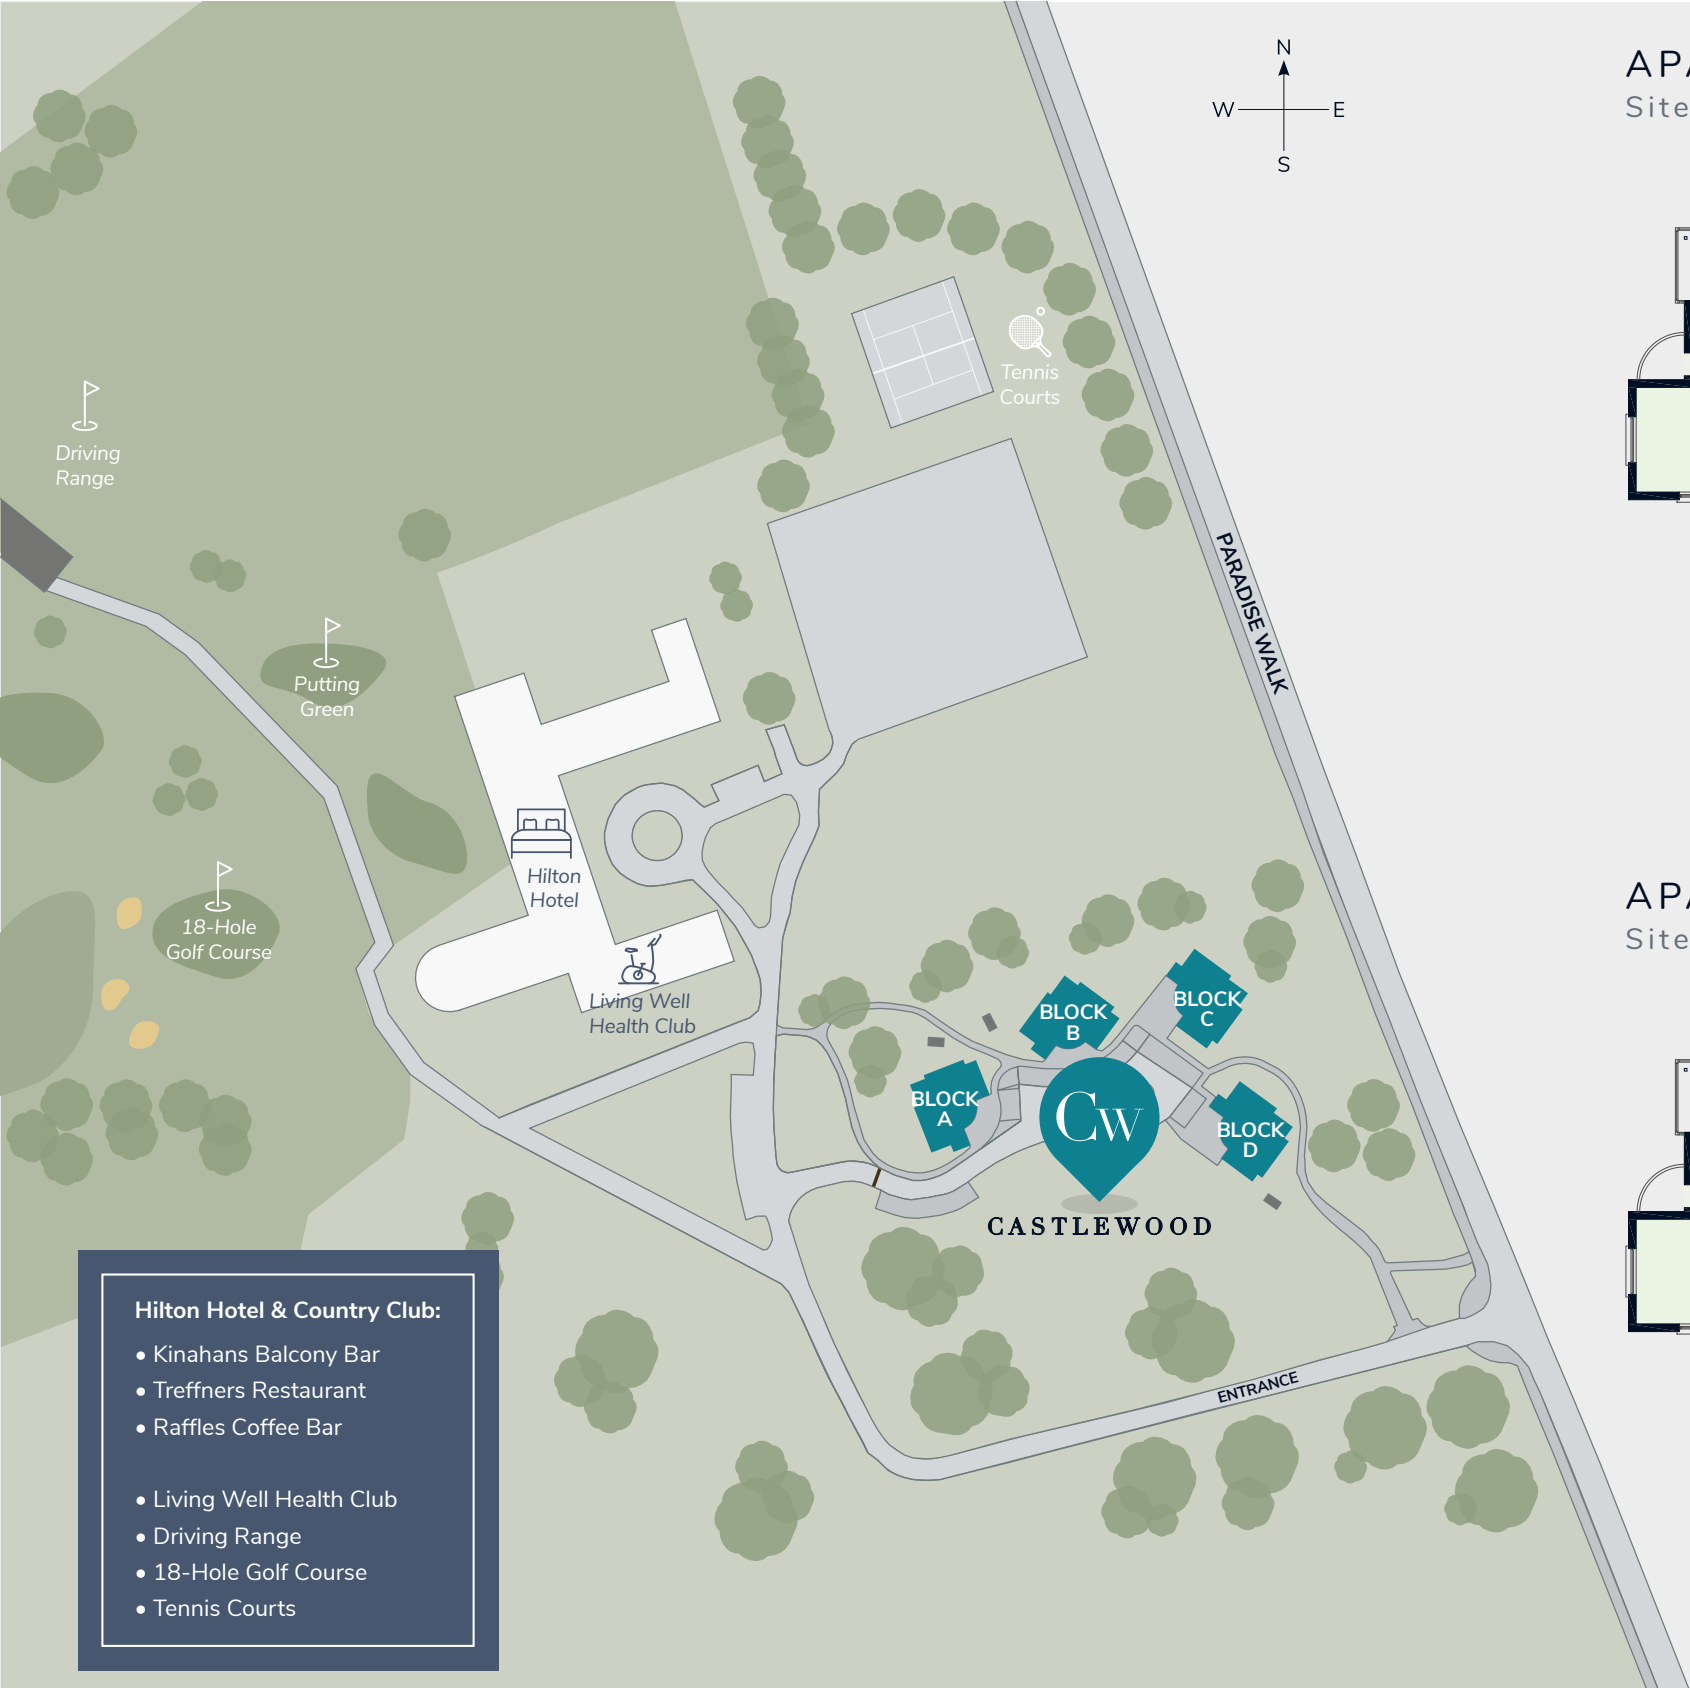 N
W E
S
APA
Site
Tennis
Courts
Driving
Range
PARADISE WALK
Putting
Green
Hilton
Hotel
18-Hole
Golf Course
Living Well
Health Club
BLOCK
A
BLOCK
B
BLOCK
C
BLOCK
D
CW
CASTLEWOOD
ENTRANCE
APA
Site
Hilton Hotel & Country Club:
• Kinahans Balcony Bar
• Treffners Restaurant
• Raffles Coffee Bar
• Living Well Health Club
• Driving Range
• 18-Hole Golf Course
• Tennis Courts